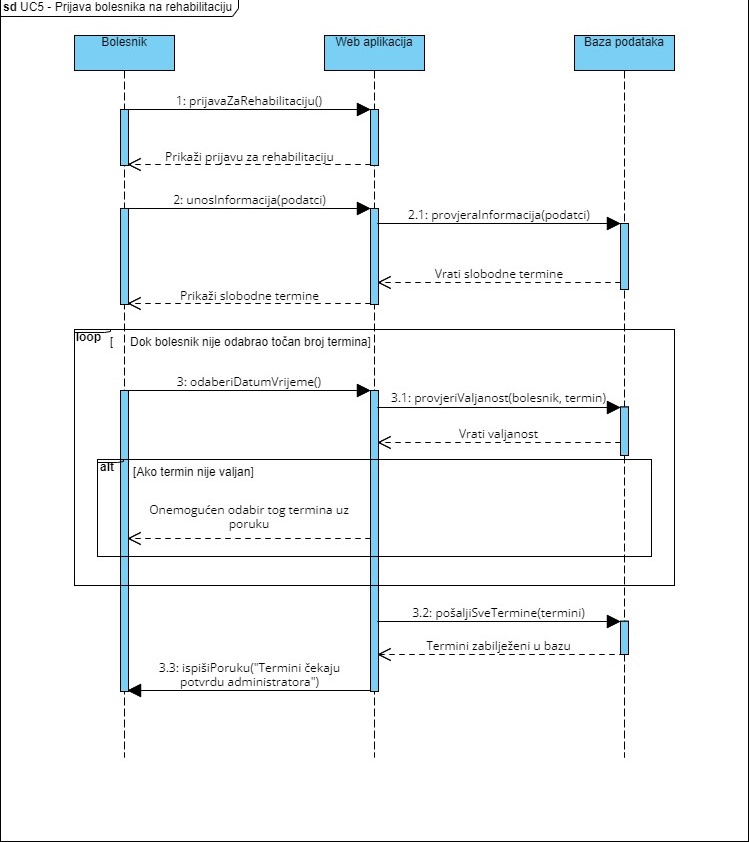 sd UC5 - Prijava bolesnika na rehabilitaciju
Bolesnik
Web aplikacija
Baza podataka
1: prijavaZaRehabilitaciju()
Prikaži prijavu za rehabilitaciju
2: unosInformacija(podatci)
2.1: provjeraInformacija(podatci)
Vrati slobodne termine
Prikaži slobodne termine
loop
[ Dok bolesnik nije odabrao točan broj termina]
3: odaberiDatumVrijeme()
3.1: provjeriValjanost(bolesnik, termin)
Vrati valjanost
alt
[Ako termin nije valjan]
Onemogućen odabir tog termina uz
poruku
3.2: pošaljiSveTermine(termini)
Termini zabilježeni u bazu
3.3: ispišiPoruku("Termini čekaju
potvrdu administratora")